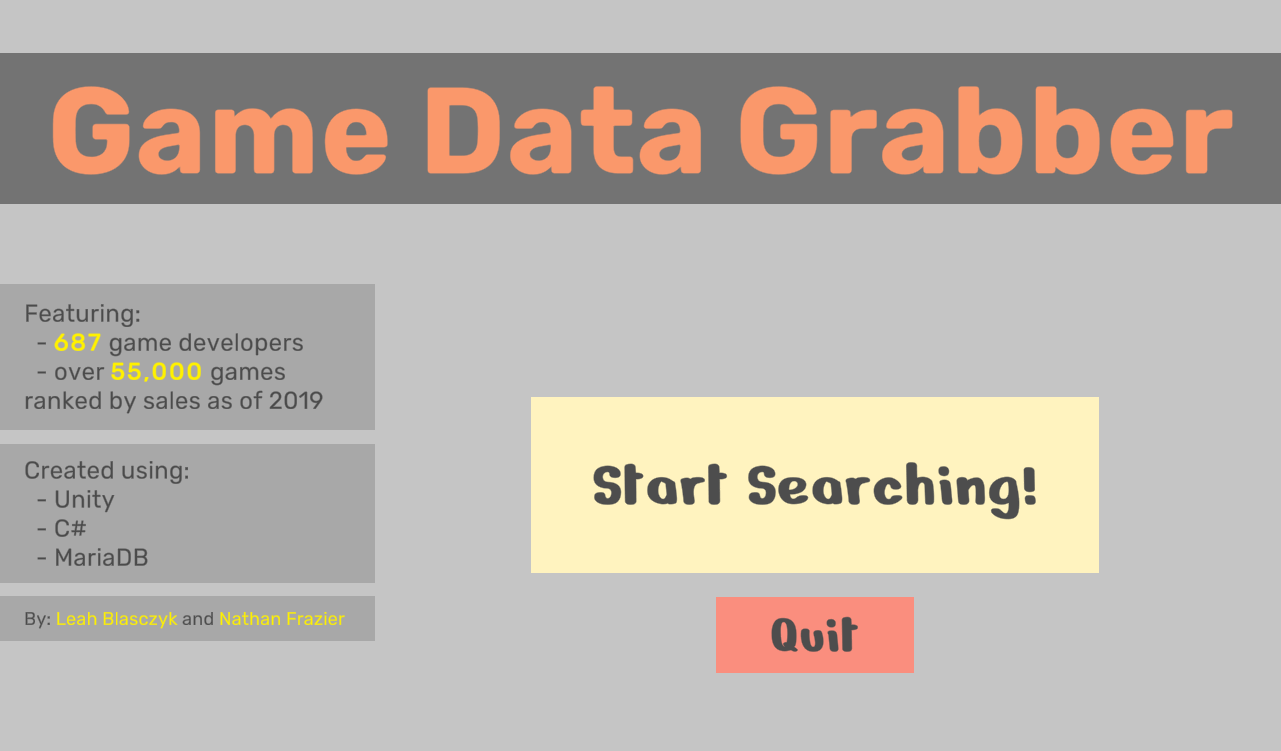 Game Data Grabber
Featuring:
- 687 game developers
- over 55,000 games
ranked by sales as of 2019
Created using:
- Unity
- C#
- MariaDB
By: Leah Blasczyk and Nathan Frazier
Start Searching!
Quit